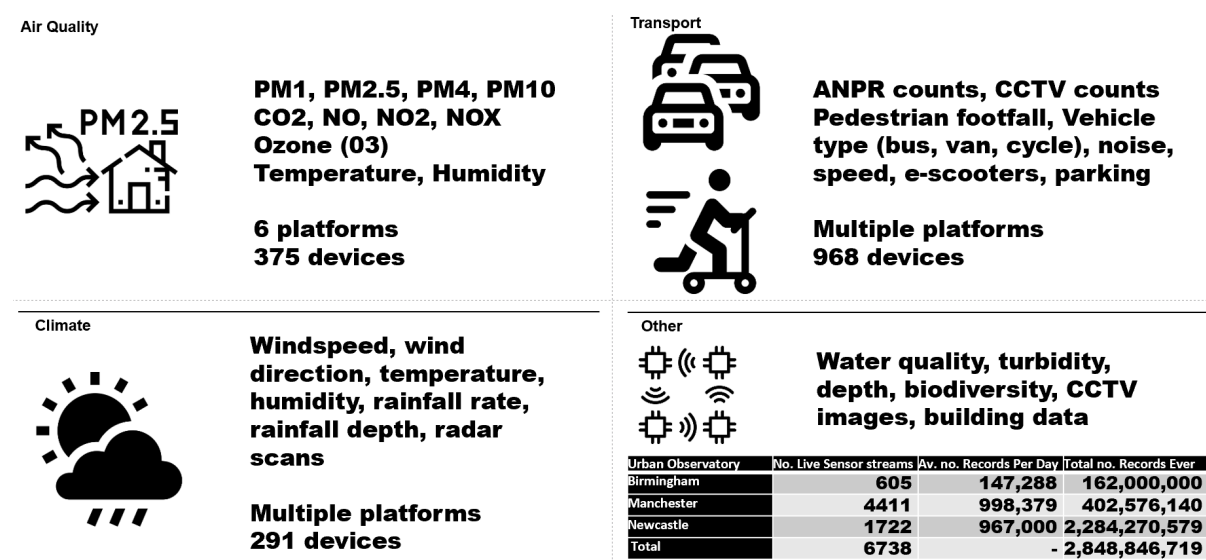 Air Quality
PM2.5
PM1, PM2.5, PM4, PM10
CO2, NO, NO2, NOX
Ozone (03)
Temperature, Humidity
6 platforms
375 devices
Transport
ANPR counts, CCTV counts
Pedestrian footfall, Vehicle
type (bus, van, cycle), noise,
speed, e-scooters, parking
Multiple platforms
968 devices
Climate
Windspeed, wind
direction, temperature,
humidity, rainfall rate,
rainfall depth, radar
scans
Multiple platforms
291 devices
Other
Water quality, turbidity,
depth, biodiversity, CCTV
images, building data
Urban Observatory No. Live Sensor streams Av. no. Records Per Day Total no. Records Ever
Birmingham 605 147,288 162,000,000
Manchester 4411 998,379 402,576,140
Newcastle 1722 967,000 2,284,270,579
Total 6738 - 2,848,846,719